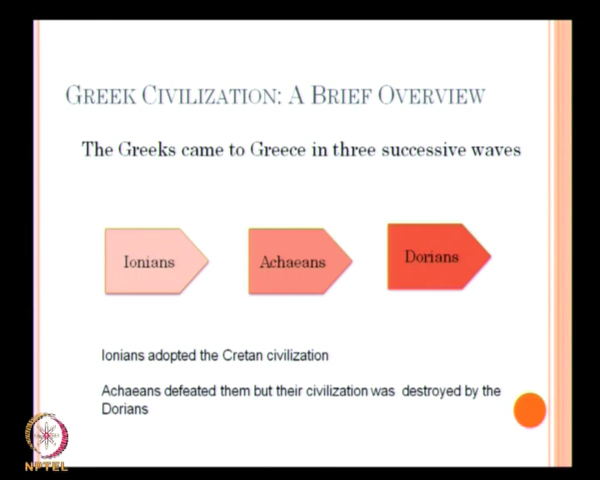 GREEK CIVILIZATION: A BRIEF OVERVIEW
The Greeks came to Greece in three successive waves
Ionians
Achaeans
Dorians
Ionians adopted the Cretan civilization
Achaeans defeated them but their civilization was destroyed by the
Dorians
NPTEL